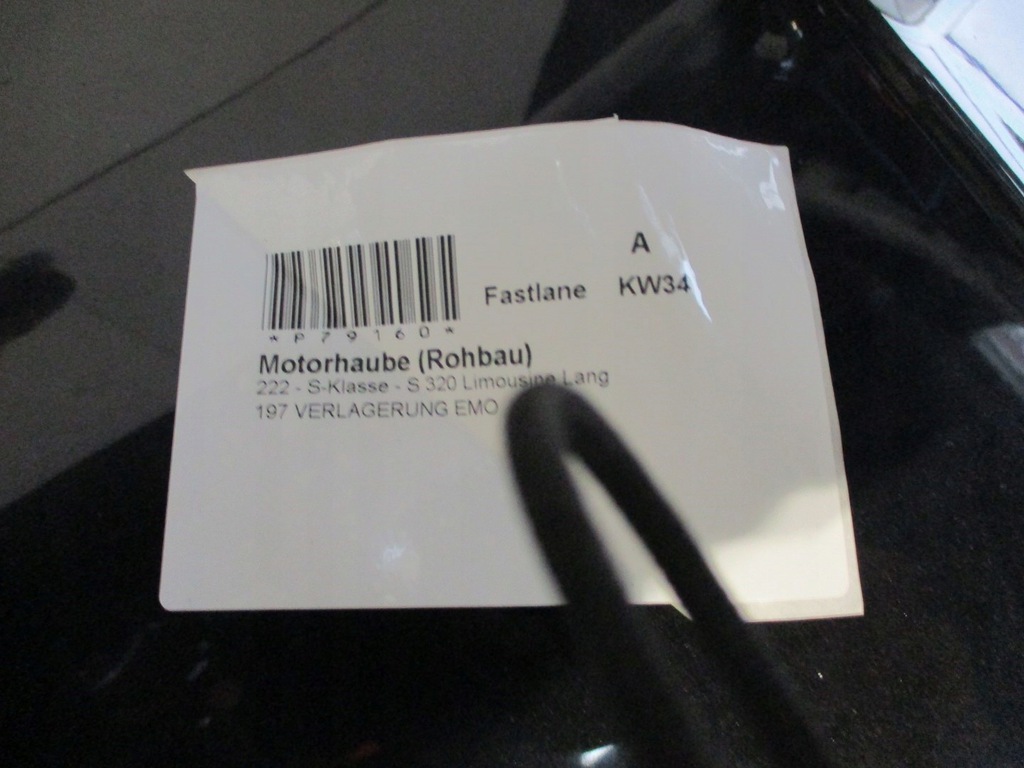 A
Fastlane KW34
*P79160*
Motorhaube (Rohbau)
222 - S-Klasse - S 320 Limousine Lang
197 VERLAGERUNG EMO